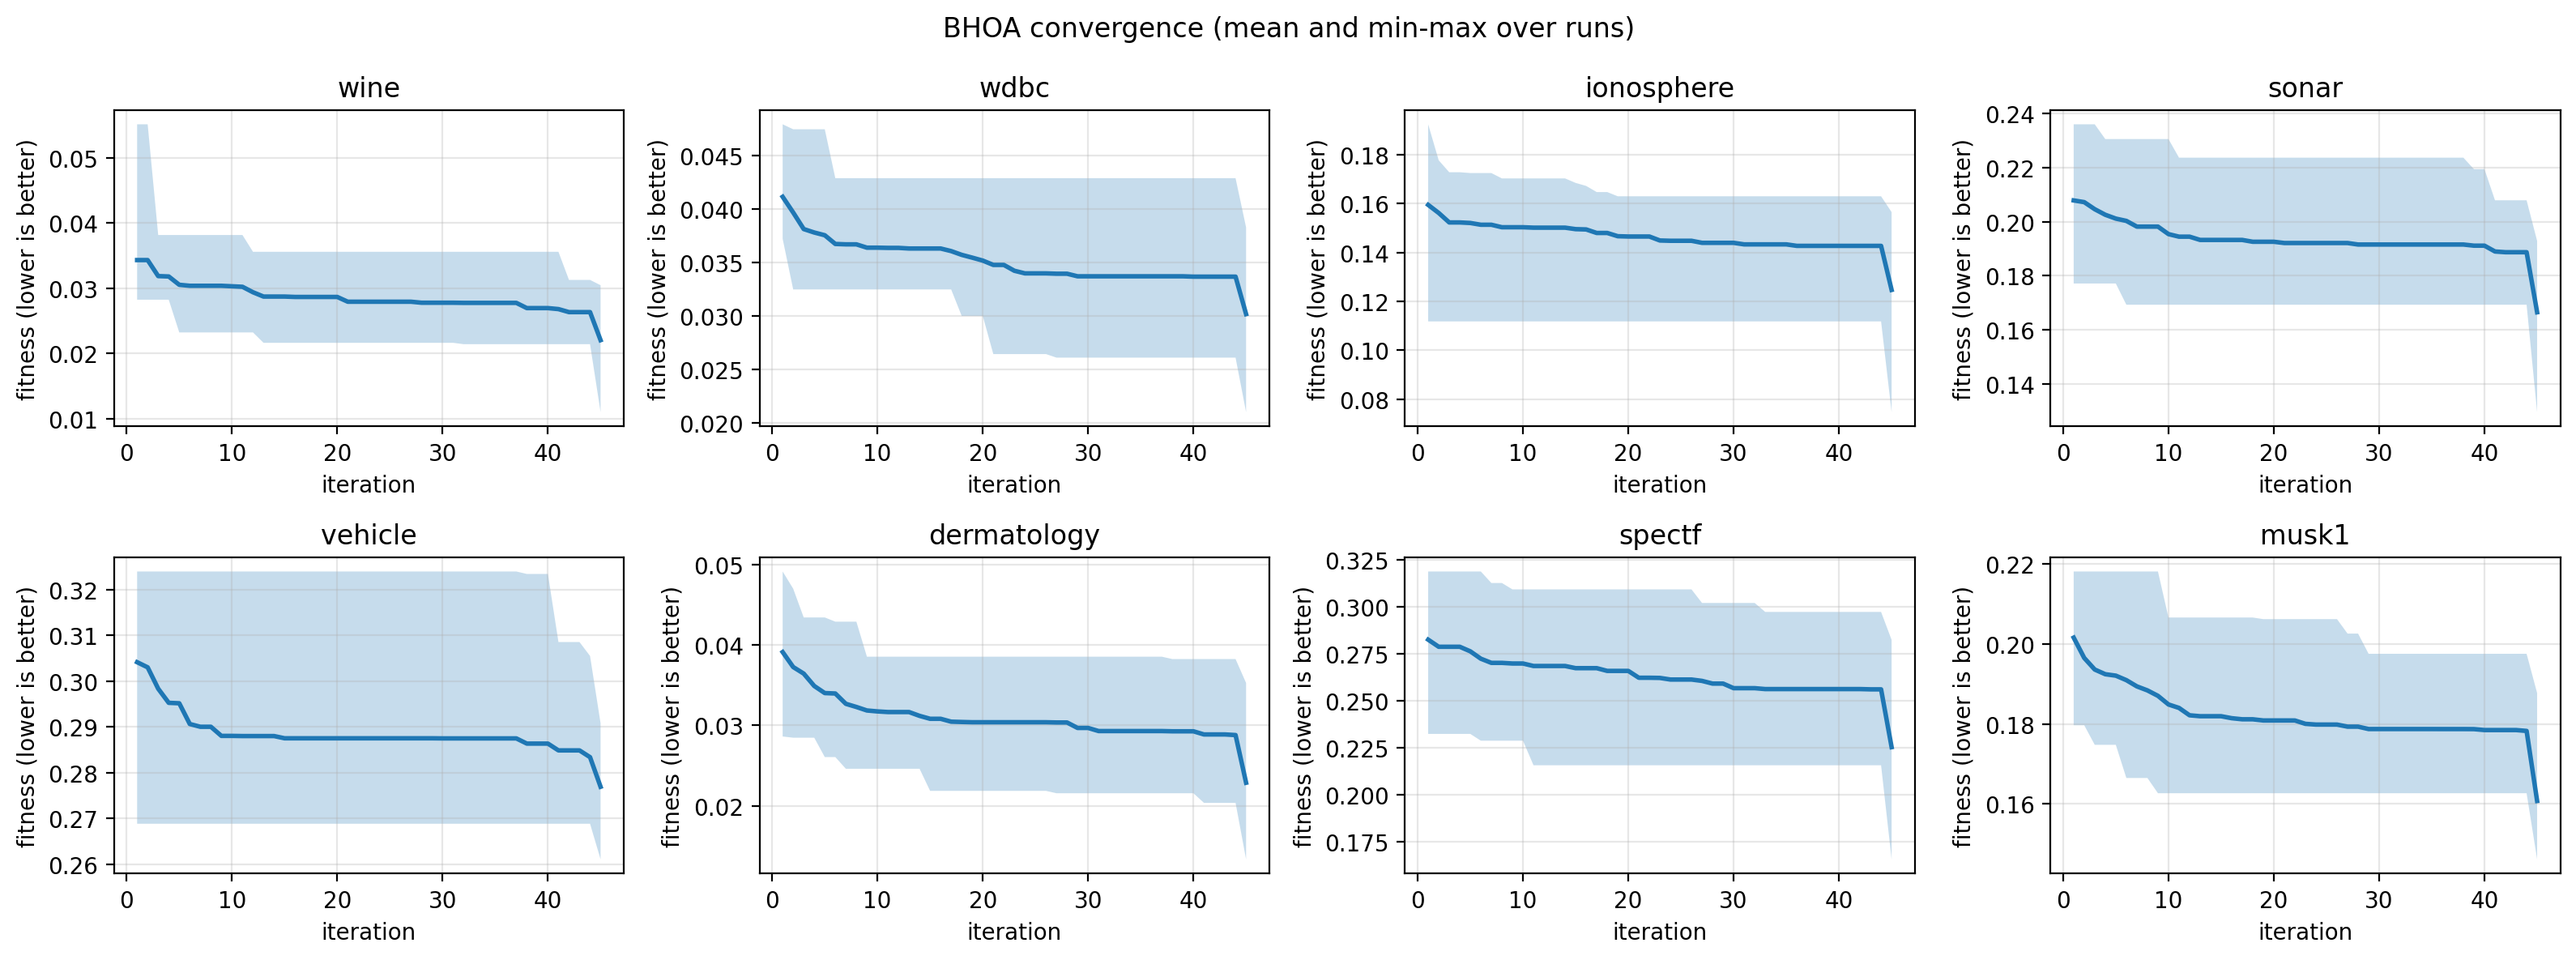 BHOA convergence (mean and min-max over runs)
wine
fitness (lower is better)
0.05
0.04
0.03
0.02
0.01
0 10 20 30 40
iteration
wdbc
fitness (lower is better)
0.045
0.040
0.035
0.030
0.025
0.020
0 10 20 30 40
iteration
ionosphere
fitness (lower is better)
0.18
0.16
0.14
0.12
0.10
0.08
0 10 20 30 40
iteration
sonar
fitness (lower is better)
0.24
0.22
0.20
0.18
0.16
0.14
0 10 20 30 40
iteration
vehicle
fitness (lower is better)
0.32
0.31
0.30
0.29
0.28
0.27
0.26
0 10 20 30 40
iteration
dermatology
fitness (lower is better)
0.05
0.04
0.03
0.02
0 10 20 30 40
iteration
spectf
fitness (lower is better)
0.325
0.300
0.275
0.250
0.225
0.200
0.175
0 10 20 30 40
iteration
musk1
fitness (lower is better)
0.22
0.20
0.18
0.16
0 10 20 30 40
iteration